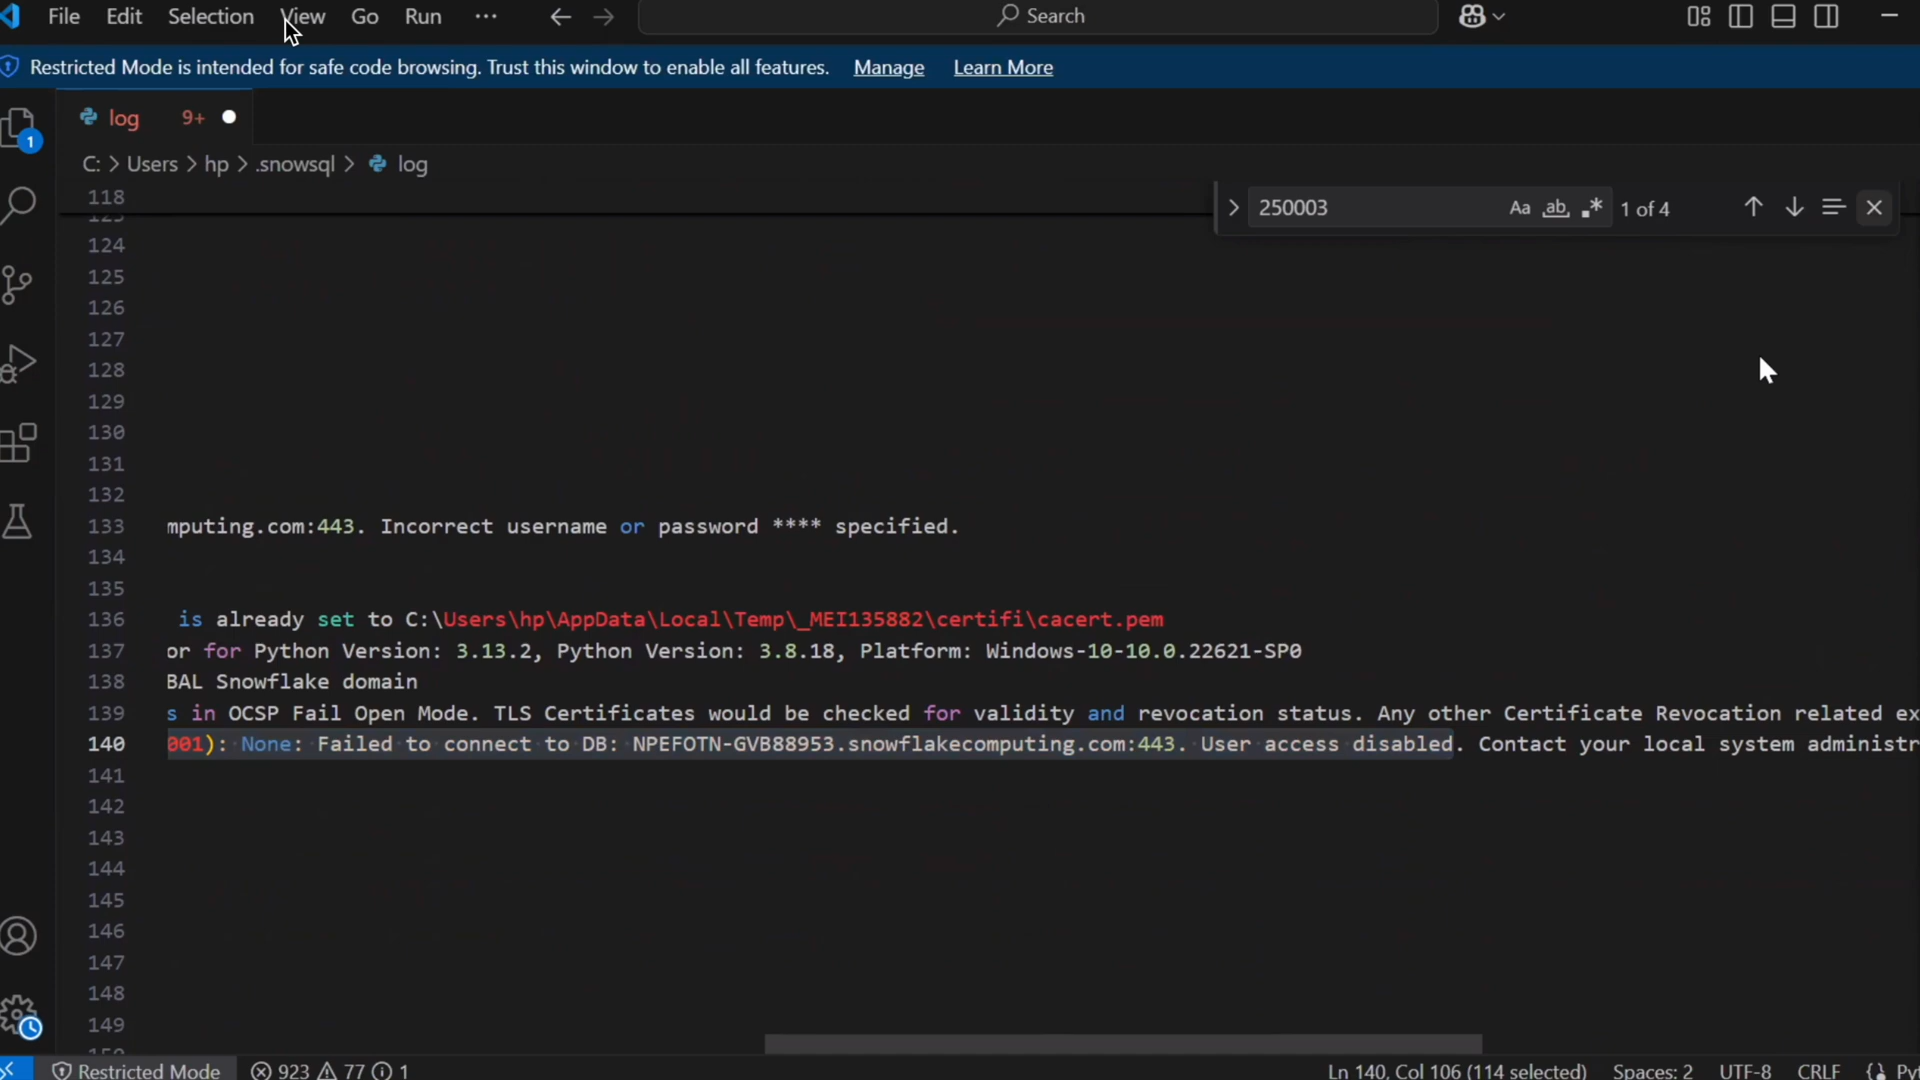 File Edit Selection View Go Run ··· Search
Restricted Mode is intended for safe code browsing. Trust this window to enable all features. Manage Learn More
1
log 9+
C: > Users > hp > .snowsql > log
118
250003 Aa ab .* 1 of 4
124
125
126
127
128
129
130
131
132
133 mputing.com:443. Incorrect username or password **** specified.
134
135
136 is already set to C:\Users\hp\AppData\Local\Temp\_MEI135882\certifi\cacert.pem
137 or for Python Version: 3.13.2, Python Version: 3.8.18, Platform: Windows-10-10.0.22621-SP0
138 BAL Snowflake domain
139 s in OCSP Fail Open Mode. TLS Certificates would be checked for validity and revocation status. Any other Certificate Revocation related ex
140 001): None: Failed to connect to DB: NPEFOTN-GVB88953.snowflakecomputing.com:443. User access disabled. Contact your local system administr
141
142
143
144
145
146
147
148
149
Restricted Mode 923 77 1 Ln 140, Col 106 (114 selected) Spaces: 2 UTF-8 CRLF {} Py